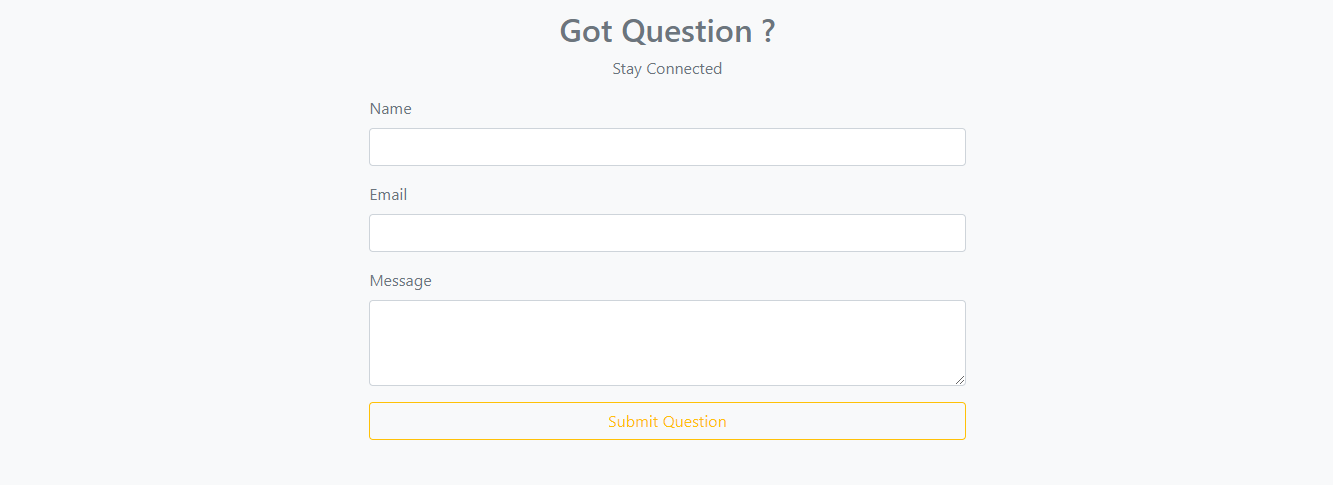 Got Question ?
Stay Connected
Name
Email
Message
Submit Question